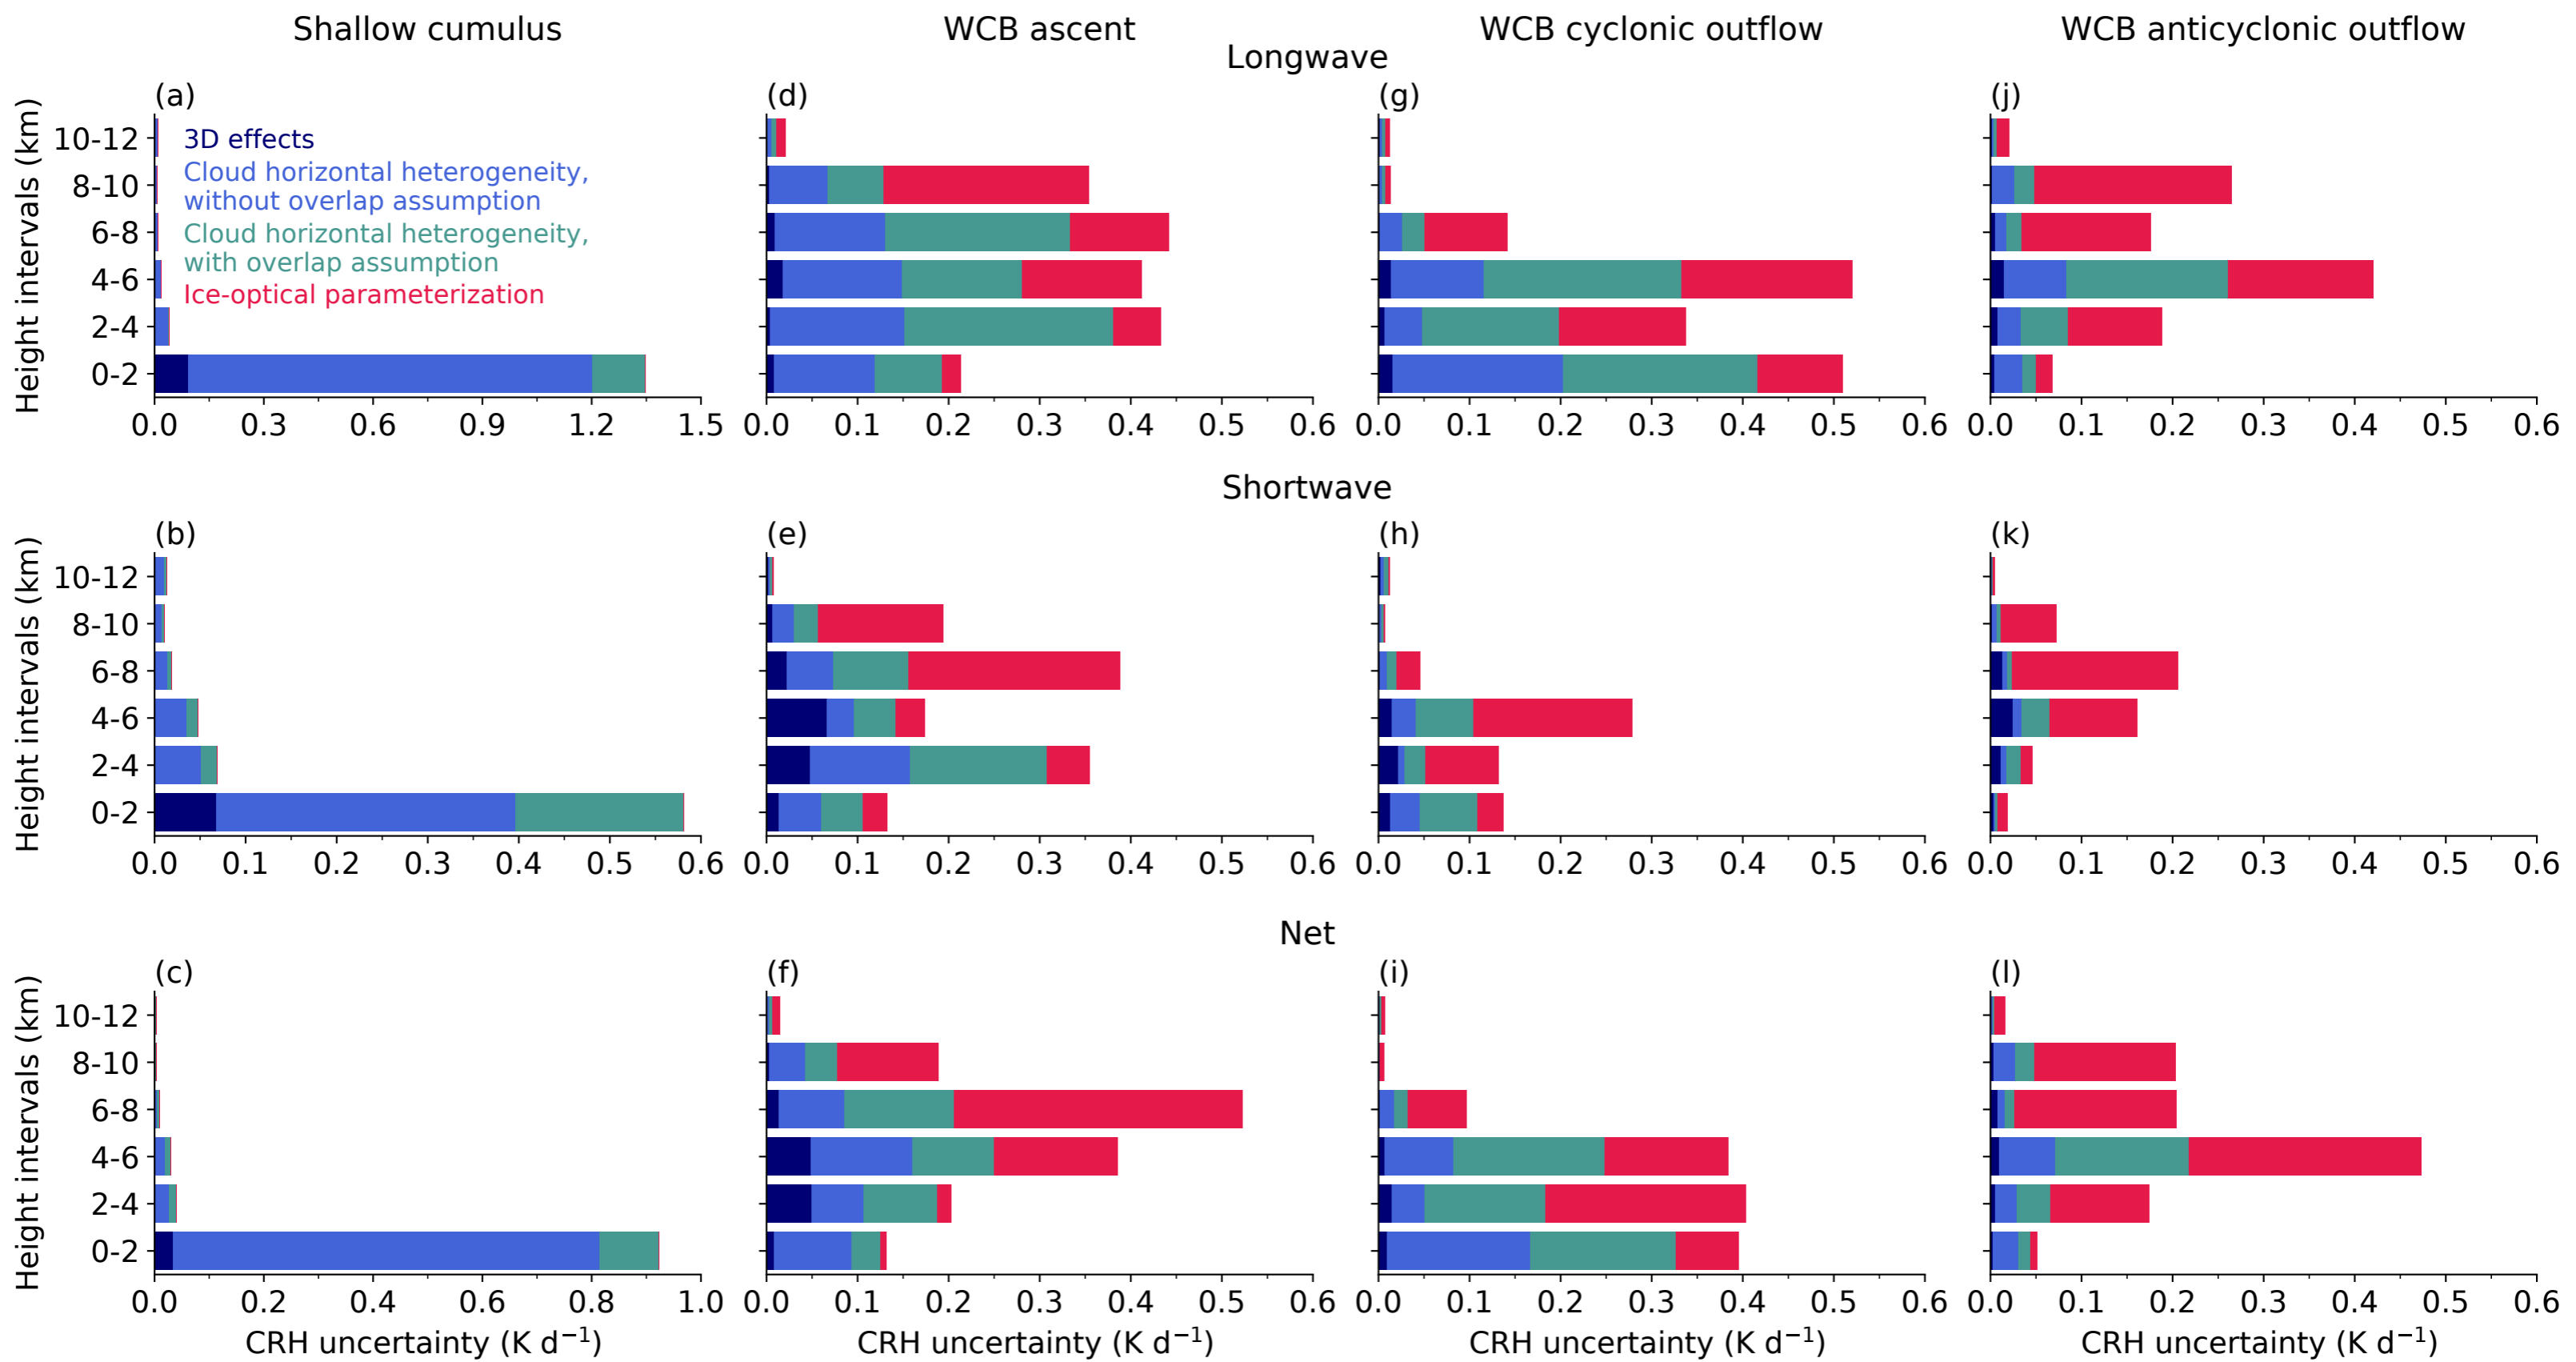 Shallow cumulus
WCB ascent
WCB cyclonic outflow
WCB anticyclonic outflow
Longwave
(a)
(d)
(g)
(j)
Height intervals (km)
10-12
8-10
6-8
4-6
2-4
0-2
3D effects
Cloud horizontal heterogeneity,
without overlap assumption
Cloud horizontal heterogeneity,
with overlap assumption
Ice-optical parameterization
0.0 0.3 0.6 0.9 1.2 1.5
0.0 0.1 0.2 0.3 0.4 0.5 0.6
0.0 0.1 0.2 0.3 0.4 0.5 0.6
0.0 0.1 0.2 0.3 0.4 0.5 0.6
Shortwave
(b)
(e)
(h)
(k)
Height intervals (km)
10-12
8-10
6-8
4-6
2-4
0-2
0.0 0.1 0.2 0.3 0.4 0.5 0.6
0.0 0.1 0.2 0.3 0.4 0.5 0.6
0.0 0.1 0.2 0.3 0.4 0.5 0.6
0.0 0.1 0.2 0.3 0.4 0.5 0.6
Net
(c)
(f)
(i)
(l)
Height intervals (km)
10-12
8-10
6-8
4-6
2-4
0-2
0.0 0.2 0.4 0.6 0.8 1.0
0.0 0.1 0.2 0.3 0.4 0.5 0.6
0.0 0.1 0.2 0.3 0.4 0.5 0.6
0.0 0.1 0.2 0.3 0.4 0.5 0.6
CRH uncertainty (K d⁻¹)
CRH uncertainty (K d⁻¹)
CRH uncertainty (K d⁻¹)
CRH uncertainty (K d⁻¹)